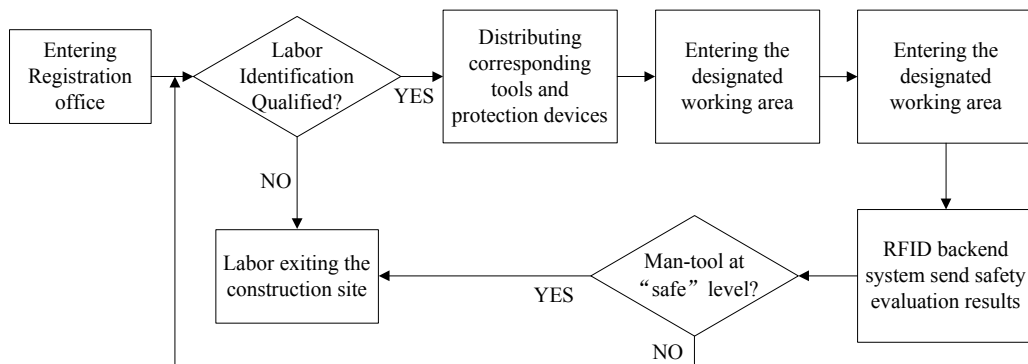 Entering
Registration
office
Labor
Identification
Qualified?
YES
Distributing
corresponding
tools and
protection devices
Entering the
designated
working area
Entering the
designated
working area
NO
Labor exiting the
construction site
YES
Man-tool at
“safe” level?
RFID backend
system send safety
evaluation results
NO